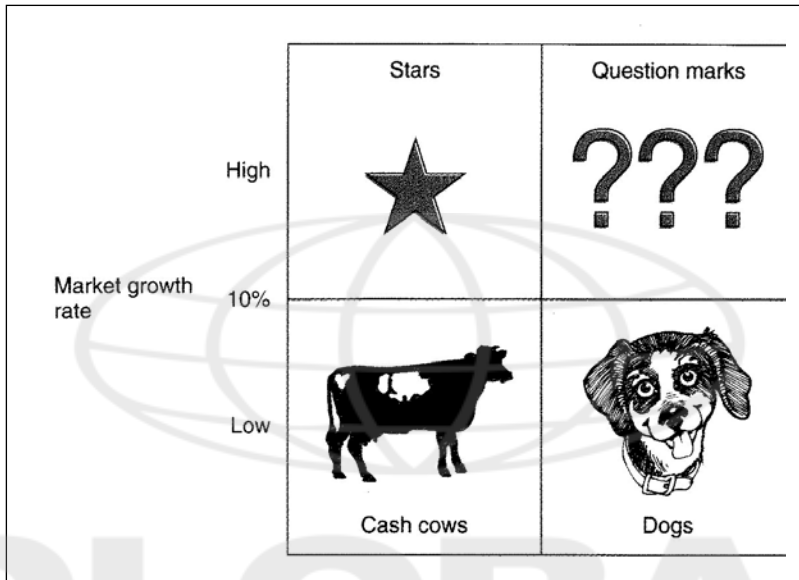 Stars
Question marks
High
? ? ?
Market growth
rate
10%
Low
Cash cows
Dogs